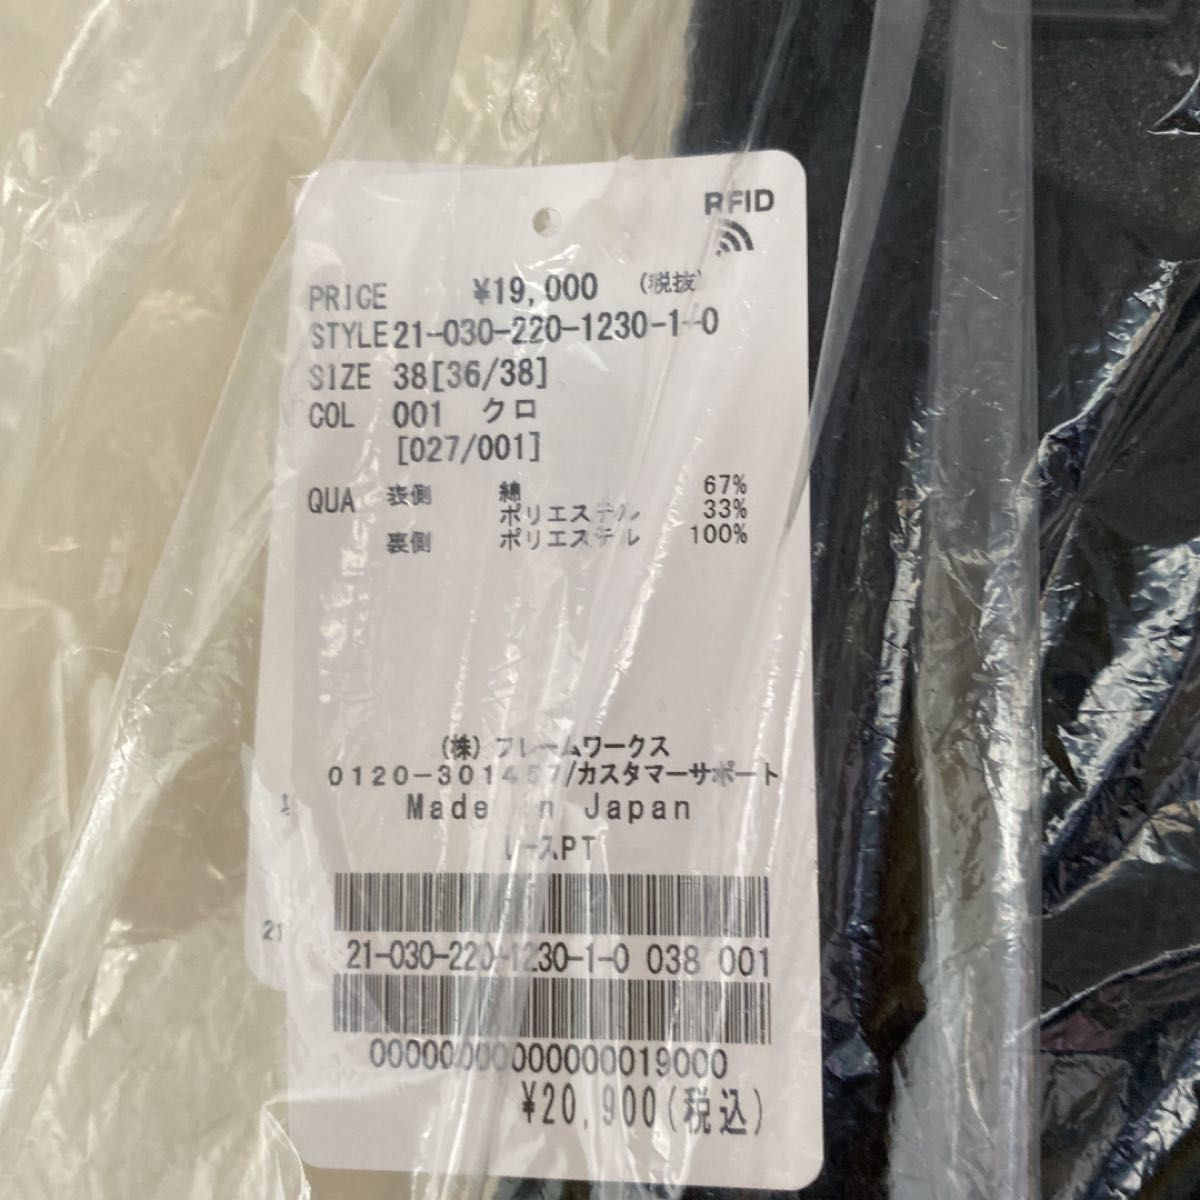 RFID
PRICE ¥19,000 (税抜)
STYLE 21-030-220-1230-1-0
SIZE 38[36/38]
COL 001 クロ
[027/001]
QUA 表側 綿 67%
ポリエステル 33%
裏側 ポリエステル 100%
(株) フレームワークス
0120-301457/カスタマーサポート
Made in Japan
レースPT
21-030-220-1230-1-0 038 001
0000000000000019000
¥20,900(税込)
21